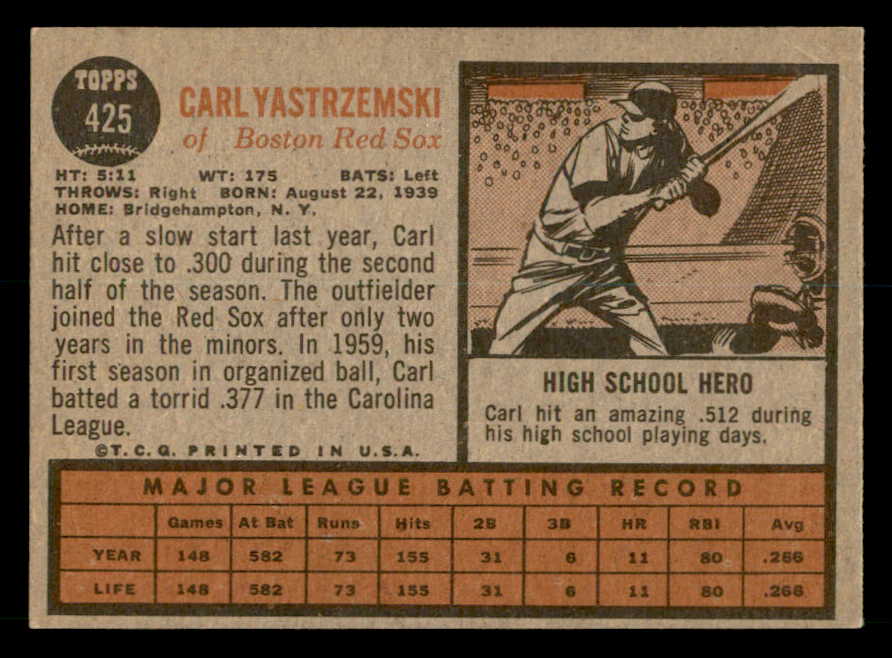 TOPPS
425
CARL YASTRZEMSKI
of Boston Red Sox
HT: 5:11 WT: 175 BATS: Left
THROWS: Right BORN: August 22, 1939
HOME: Bridgehampton, N. Y.
After a slow start last year, Carl
hit close to .300 during the second
half of the season. The outfielder
joined the Red Sox after only two
years in the minors. In 1959, his
first season in organized ball, Carl
batted a torrid .377 in the Carolina
League.
©T. C. G. PRINTED IN U.S.A.
HIGH SCHOOL HERO
Carl hit an amazing .512 during
his high school playing days.
MAJOR LEAGUE BATTING RECORD
Games At Bat Runs Hits 2B 3B HR RBI Avg
YEAR 148 582 73 155 31 6 11 80 .266
LIFE 148 582 73 155 31 6 11 80 .266